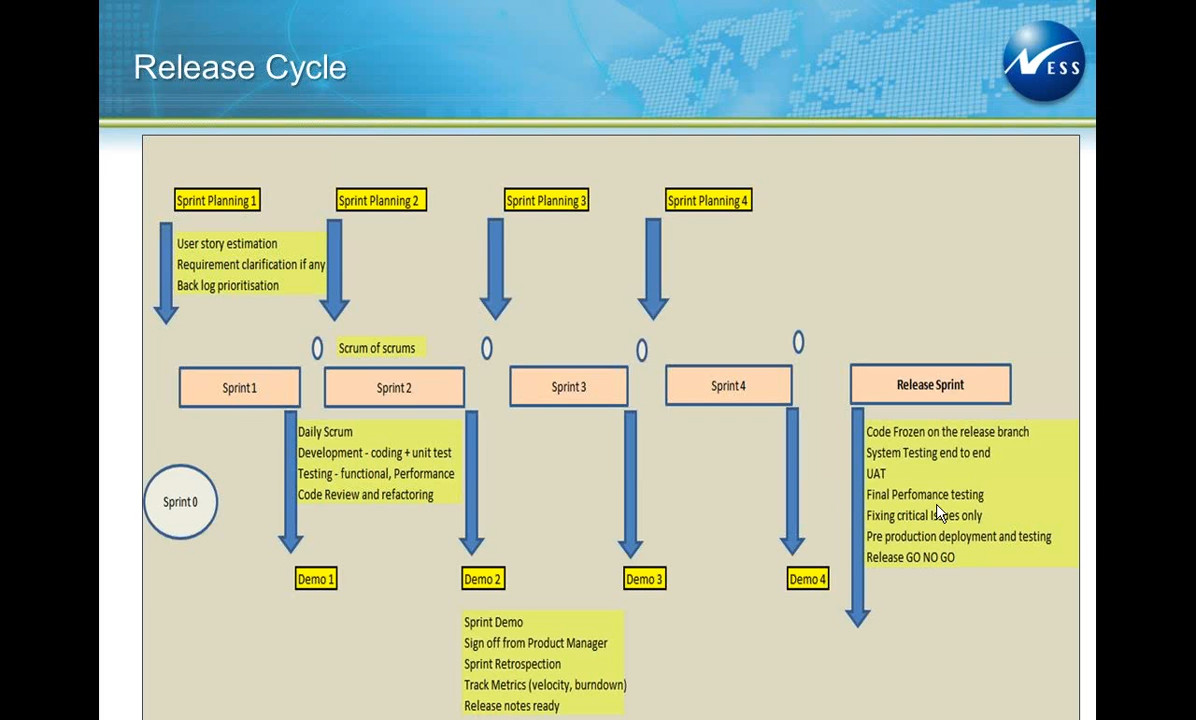 Release Cycle
NESS
Sprint Planning 1
Sprint Planning 2
Sprint Planning 3
Sprint Planning 4
User story estimation
Requirement clarification if any
Back log prioritisation
Scrum of scrums
Sprint 1
Sprint 2
Sprint 3
Sprint 4
Release Sprint
Daily Scrum
Development - coding + unit test
Testing - functional, Performance
Code Review and refactoring
Code Frozen on the release branch
System Testing end to end
UAT
Final Perfomance testing
Fixing critical Issues only
Pre production deployment and testing
Release GO NO GO
Sprint 0
Demo 1
Demo 2
Demo 3
Demo 4
Sprint Demo
Sign off from Product Manager
Sprint Retrospection
Track Metrics (velocity, burndown)
Release notes ready